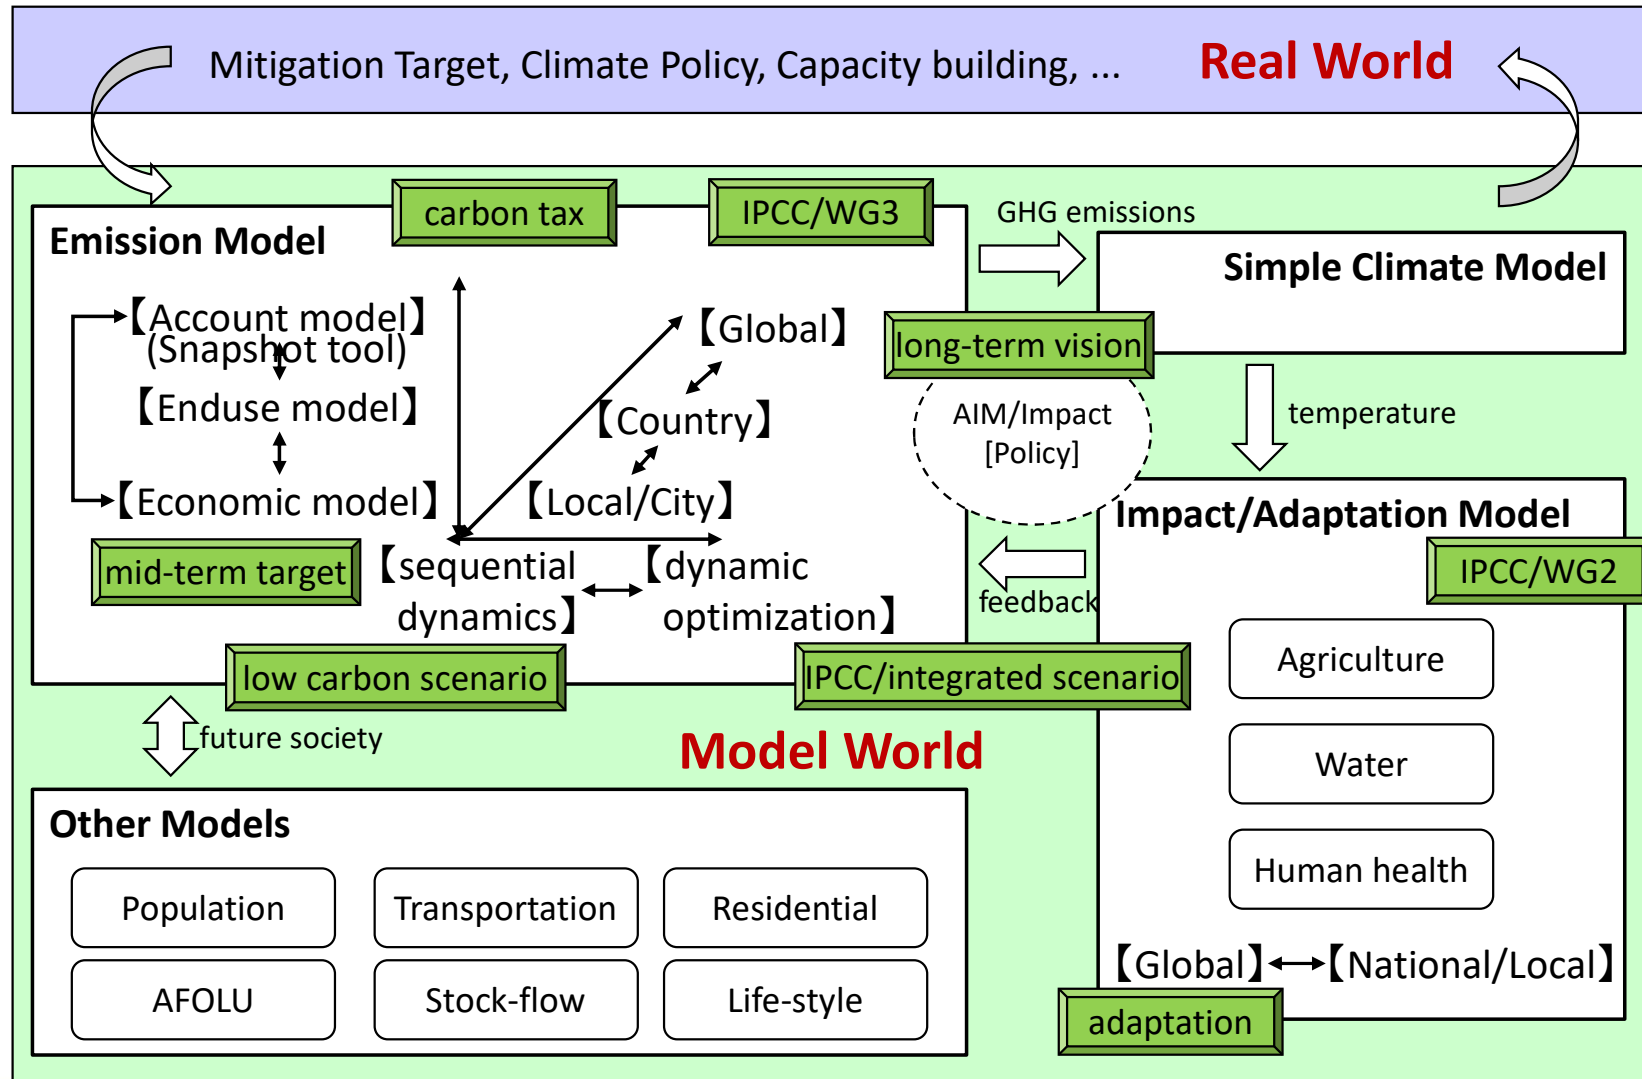 Mitigation Target, Climate Policy, Capacity building, ...
Real World
carbon tax
IPCC/WG3
Emission Model
【Account model】
(Snapshot tool)
【Enduse model】
【Economic model】
【Global】
【Country】
【Local/City】
mid-term target
【sequential
dynamics】
【dynamic
optimization】
low carbon scenario
IPCC/integrated scenario
GHG emissions
Simple Climate Model
long-term vision
AIM/Impact
[Policy]
temperature
feedback
Impact/Adaptation Model
IPCC/WG2
Agriculture
Water
Human health
【Global】
【National/Local】
adaptation
future society
Model World
Other Models
Population
Transportation
Residential
AFOLU
Stock-flow
Life-style